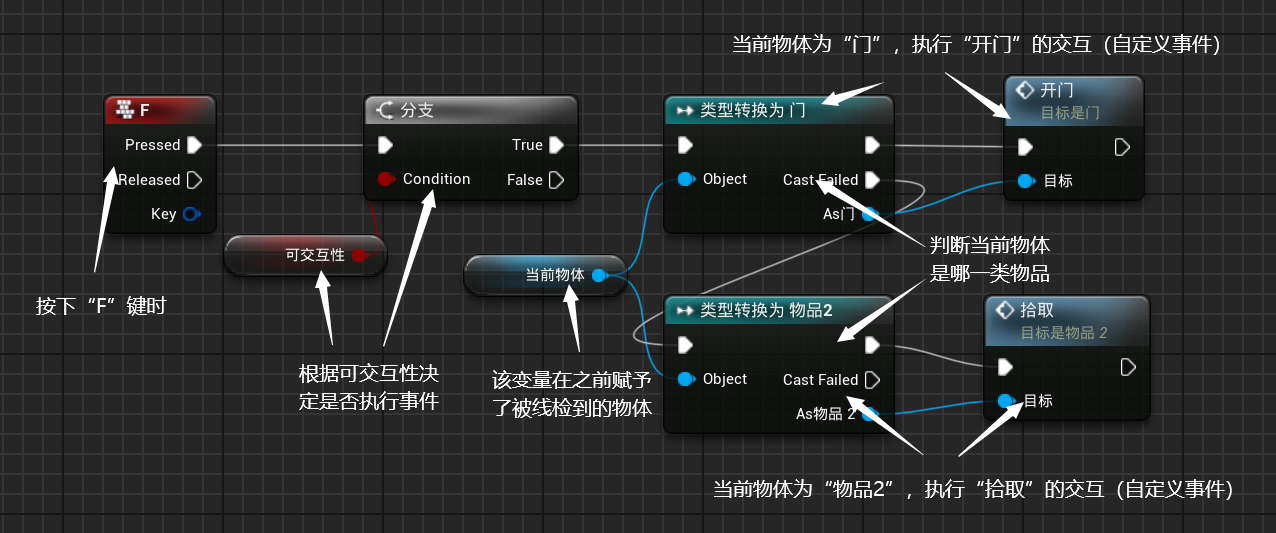 当前物体为“门”，执行“开门”的交互（自定义事件）
F
分支
类型转换为 门
开门
目标是门
Pressed
True
Released
Condition
False
Object
Cast Failed
目标
Key
As门
可交互性
当前物体
判断当前物体
是哪一类物品
按下“F”键时
类型转换为 物品2
拾取
目标是物品 2
根据可交互性决
定是否执行事件
该变量在之前赋予
了被线检到的物体
Object
Cast Failed
目标
As物品 2
当前物体为“物品2”，执行“拾取”的交互（自定义事件）